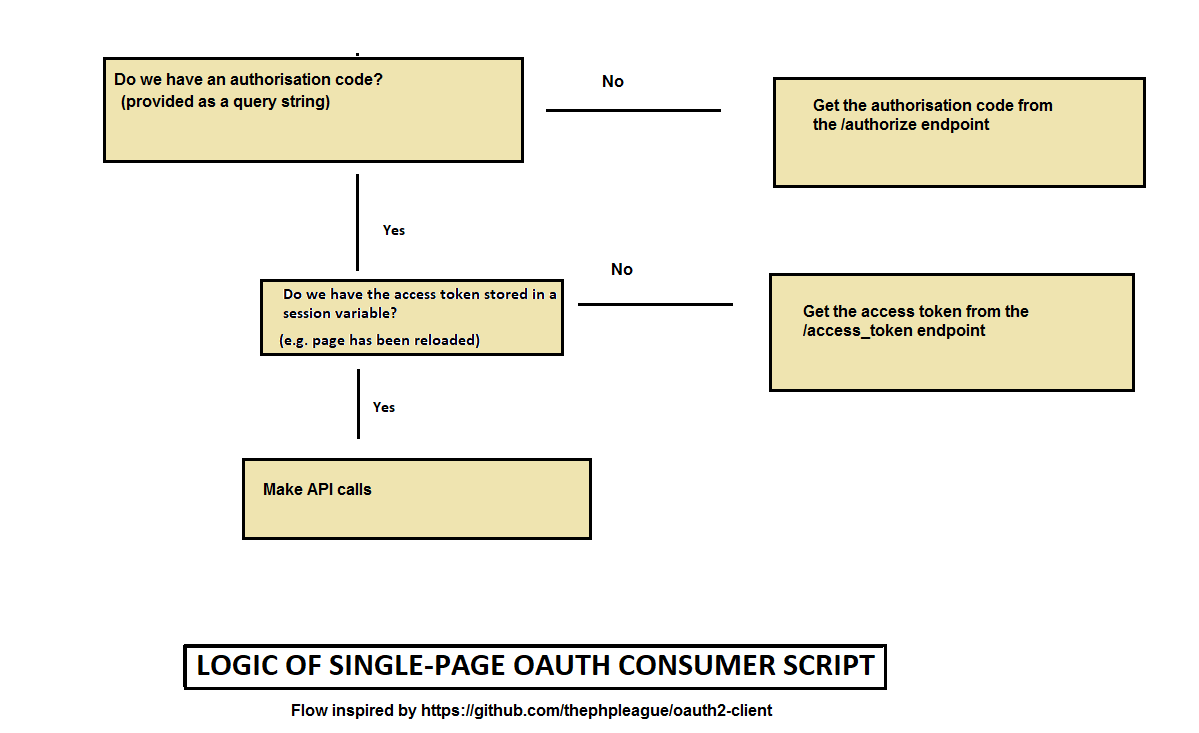 Do we have an authorisation code?
(provided as a query string)
No
Get the authorisation code from
the /authorize endpoint
Yes
Do we have the access token stored in a
session variable?
(e.g. page has been reloaded)
No
Get the access token from the
/access_token endpoint
Yes
Make API calls
LOGIC OF SINGLE-PAGE OAUTH CONSUMER SCRIPT
Flow inspired by https://github.com/thephpleague/oauth2-client